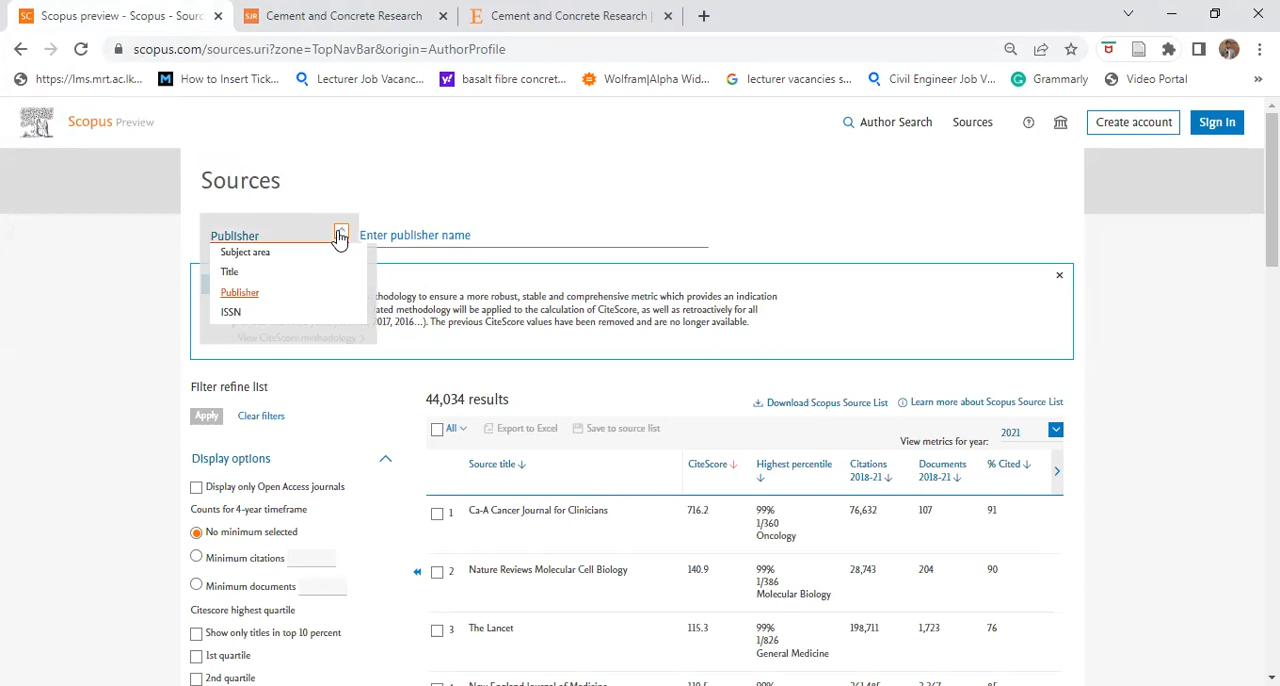 SC Scopus preview - Scopus - Sourc
SJR Cement and Concrete Research
E Cement and Concrete Research |
scopus.com/sources.uri?zone=TopNavBar&origin=AuthorProfile
https://lms.mrt.ac.lk...
M How to Insert Tick...
Lecturer Job Vacanc...
basalt fibre concret...
Wolfram|Alpha Wid...
G lecturer vacancies s...
Civil Engineer Job V...
Grammarly
Video Portal
»
Scopus Preview
Author Search
Sources
Create account
Sign in
Sources
Publisher
Enter publisher name
Subject area
Title
Publisher
ISSN
thodology to ensure a more robust, stable and comprehensive metric which provides an indication
ated methodology will be applied to the calculation of CiteScore, as well as retroactively for all
2017, 2016...). The previous CiteScore values have been removed and are no longer available.
View CiteScore methodology >
Filter refine list
Apply
Clear filters
Display options
Display only Open Access journals
Counts for 4-year timeframe
No minimum selected
Minimum citations
Minimum documents
Citescore highest quartile
Show only titles in top 10 percent
1st quartile
2nd quartile
44,034 results
Download Scopus Source List
Learn more about Scopus Source List
All
Export to Excel
Save to source list
View metrics for year:
2021
Source title
CiteScore
Highest percentile
Citations 2018-21
Documents 2018-21
% Cited
1 Ca-A Cancer Journal for Clinicians 716.2 99% 76,632 107 91
1/360
Oncology
2 Nature Reviews Molecular Cell Biology 140.9 99% 28,743 204 90
1/386
Molecular Biology
3 The Lancet 115.3 99% 198,711 1,723 76
1/826
General Medicine
New England Journal of Medicine